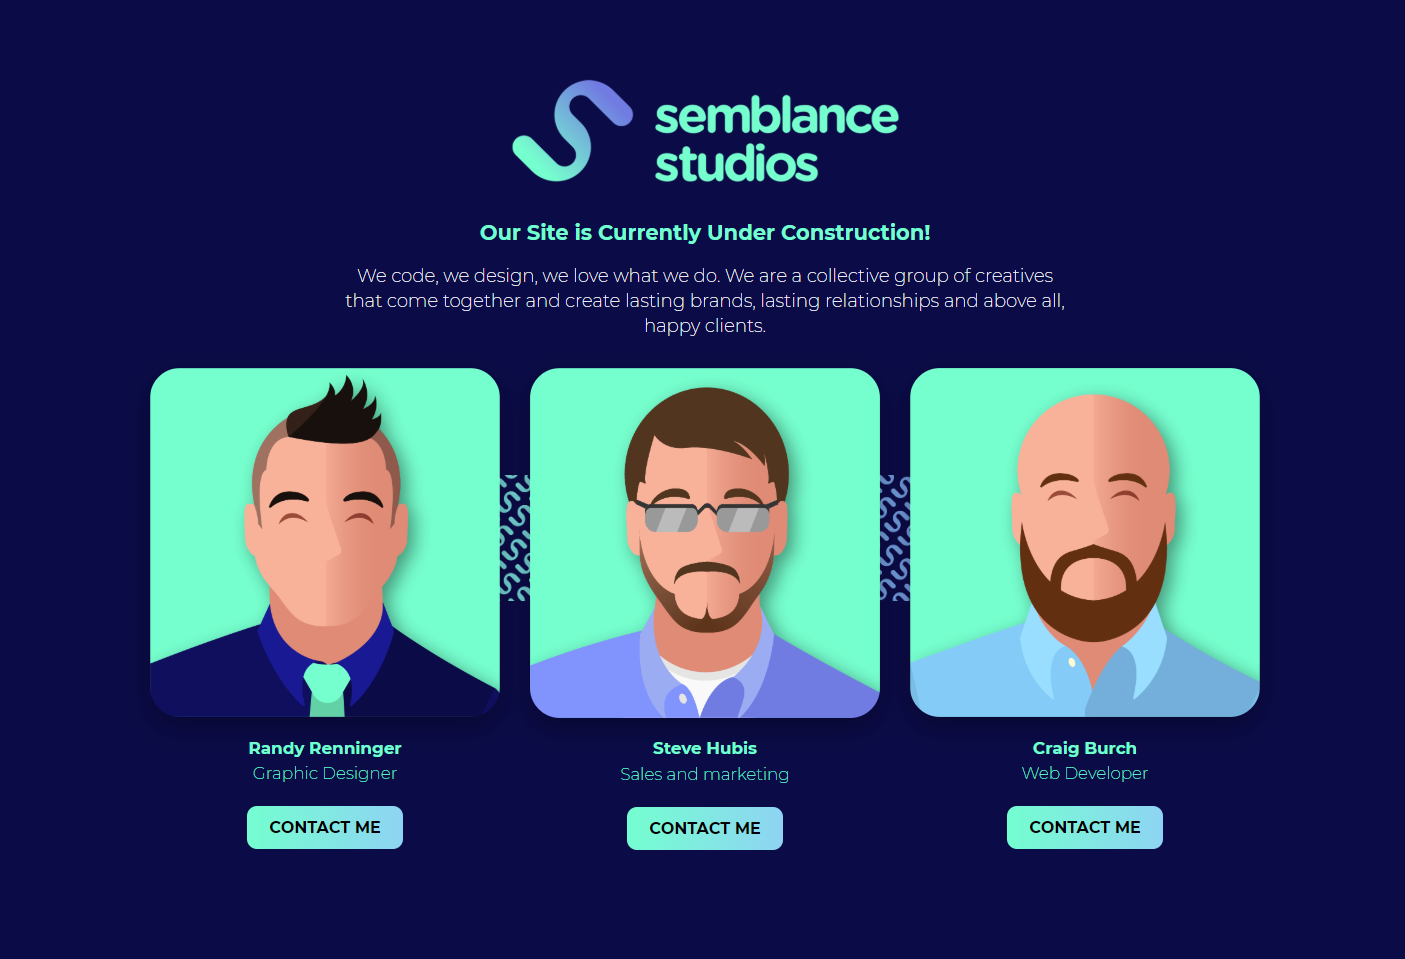 semblance
studios
Our Site is Currently Under Construction!
We code, we design, we love what we do. We are a collective group of creatives
that come together and create lasting brands, lasting relationships and above all,
happy clients.
Randy Renninger
Graphic Designer
CONTACT ME
Steve Hubis
Sales and marketing
CONTACT ME
Craig Burch
Web Developer
CONTACT ME